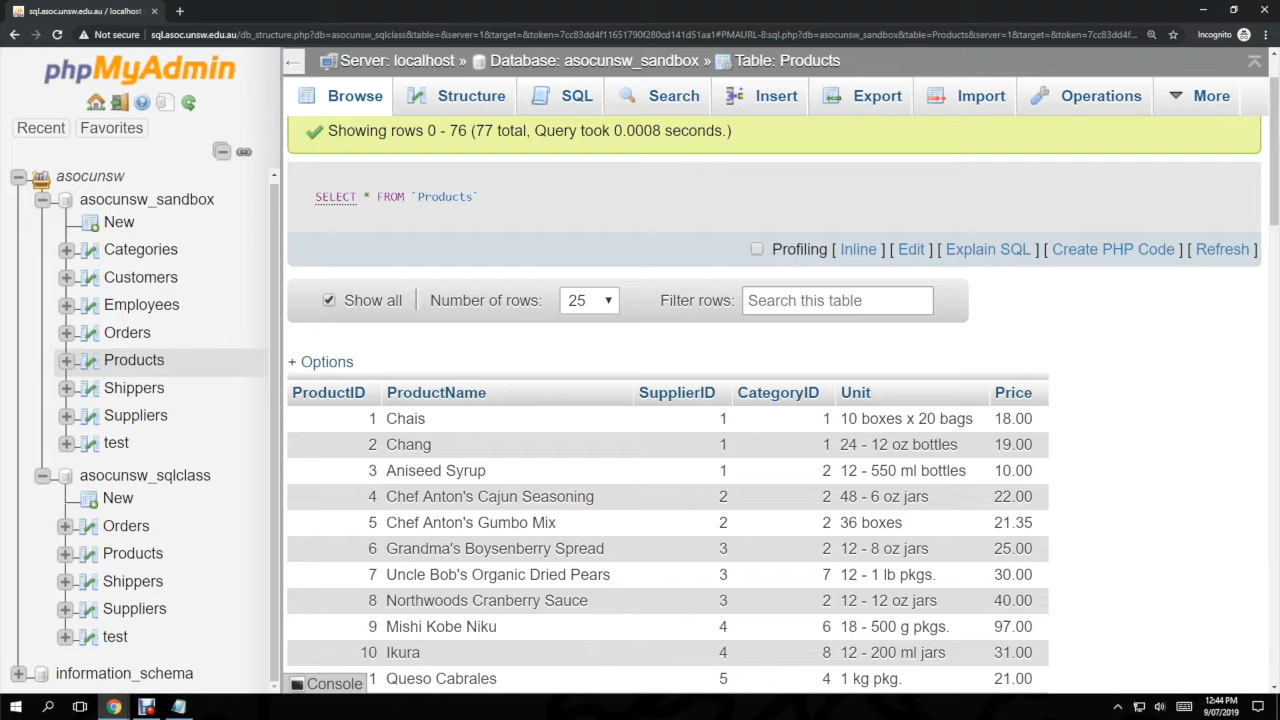 sql.asoc.unsw.edu.au / localhost
Not secure sql.asoc.unsw.edu.au/db_structure.php?db=asocunsw_sqlclass&table=&server=1&target=&token=7cc83dd4f11651790f280cd141d51aa1#PMAURL-8:sql.php?db=asocunsw_sandbox&table=Products&server=1&target=&token=7cc83dd4f11651790f280cd141d51aa1...
Incognito
phpMyAdmin
Recent Favorites
asocunsw
asocunsw_sandbox
New
Categories
Customers
Employees
Orders
Products
Shippers
Suppliers
test
asocunsw_sqlclass
New
Orders
Products
Shippers
Suppliers
test
information_schema
Server: localhost » Database: asocunsw_sandbox » Table: Products
Browse Structure SQL Search Insert Export Import Operations More
Showing rows 0 - 76 (77 total, Query took 0.0008 seconds.)
SELECT * FROM `Products`
Profiling [ Inline ] [ Edit ] [ Explain SQL ] [ Create PHP Code ] [ Refresh ]
Show all Number of rows: 25 Filter rows: Search this table
+ Options
ProductID ProductName SupplierID CategoryID Unit Price
1 Chais 1 1 10 boxes x 20 bags 18.00
2 Chang 1 1 24 - 12 oz bottles 19.00
3 Aniseed Syrup 1 2 12 - 550 ml bottles 10.00
4 Chef Anton's Cajun Seasoning 2 2 48 - 6 oz jars 22.00
5 Chef Anton's Gumbo Mix 2 2 36 boxes 21.35
6 Grandma's Boysenberry Spread 3 2 12 - 8 oz jars 25.00
7 Uncle Bob's Organic Dried Pears 3 7 12 - 1 lb pkgs. 30.00
8 Northwoods Cranberry Sauce 3 2 12 - 12 oz jars 40.00
9 Mishi Kobe Niku 4 6 18 - 500 g pkgs. 97.00
10 Ikura 4 8 12 - 200 ml jars 31.00
1 Queso Cabrales 5 4 1 kg pkg. 21.00
Console
12:44 PM
9/07/2019